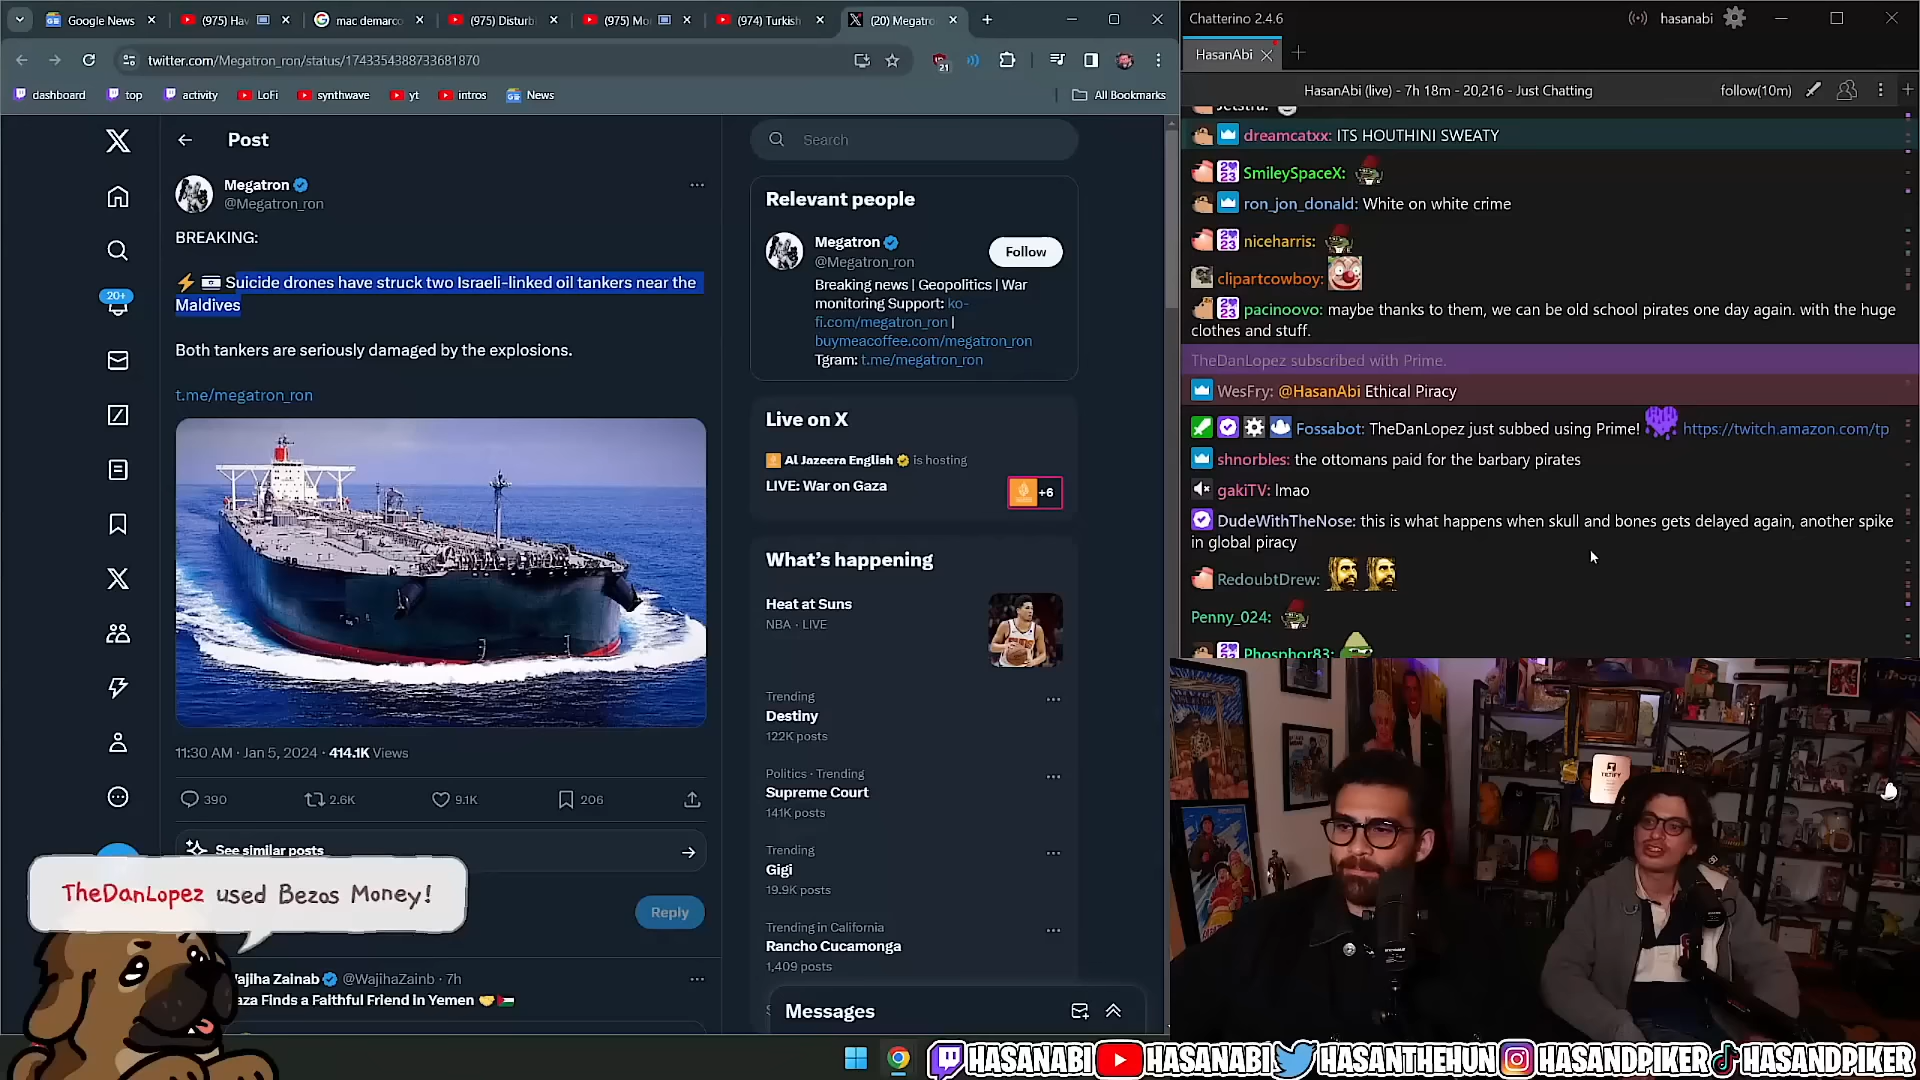 Google News
(975) Hav
mac demarco
(975) Disturb
(975) Mo
(974) Turkish
(20) Megatro
twitter.com/Megatron_ron/status/1743354388733681870
21
dashboard
top
activity
LoFi
synthwave
yt
intros
News
All Bookmarks
Post
Megatron
@Megatron_ron
BREAKING:
Suicide drones have struck two Israeli-linked oil tankers near the
Maldives
Both tankers are seriously damaged by the explosions.
t.me/megatron_ron
11:30 AM · Jan 5, 2024 · 414.1K Views
390
2.6K
9.1K
206
See similar posts
Reply
TheDanLopez used Bezos Money!
ajiha Zainab @WajihaZainb · 7h
aza Finds a Faithful Friend in Yemen
20+
Search
Relevant people
Megatron
@Megatron_ron
Follow
Breaking news | Geopolitics | War
monitoring Support: ko-
fi.com/megatron_ron |
buymeacoffee.com/megatron_ron
Tgram: t.me/megatron_ron
Live on X
Al Jazeera English is hosting
LIVE: War on Gaza
+6
What's happening
Heat at Suns
NBA · LIVE
Trending
Destiny
122K posts
Politics · Trending
Supreme Court
141K posts
Trending
Gigi
19.9K posts
Trending in California
Rancho Cucamonga
1,409 posts
Messages
Chatterino 2.4.6
hasanabi
HasanAbi
HasanAbi (live) - 7h 18m - 20,216 - Just Chatting
follow(10m)
dreamcatxx: ITS HOUTHINI SWEATY
SmileySpaceX:
ron_jon_donald: White on white crime
niceharris:
clipartcowboy:
pacinoovo: maybe thanks to them, we can be old school pirates one day again. with the huge
clothes and stuff.
TheDanLopez subscribed with Prime.
WesFry: @HasanAbi Ethical Piracy
Fossabot: TheDanLopez just subbed using Prime! https://twitch.amazon.com/tp
shnorbles: the ottomans paid for the barbary pirates
gakiTV: lmao
DudeWithTheNose: this is what happens when skull and bones gets delayed again, another spike
in global piracy
RedoubtDrew:
Penny_024:
Phosphor83:
HASANABI
HASANABI
HASANTHEHUN
HASANDPIKER
HASANDPIKER